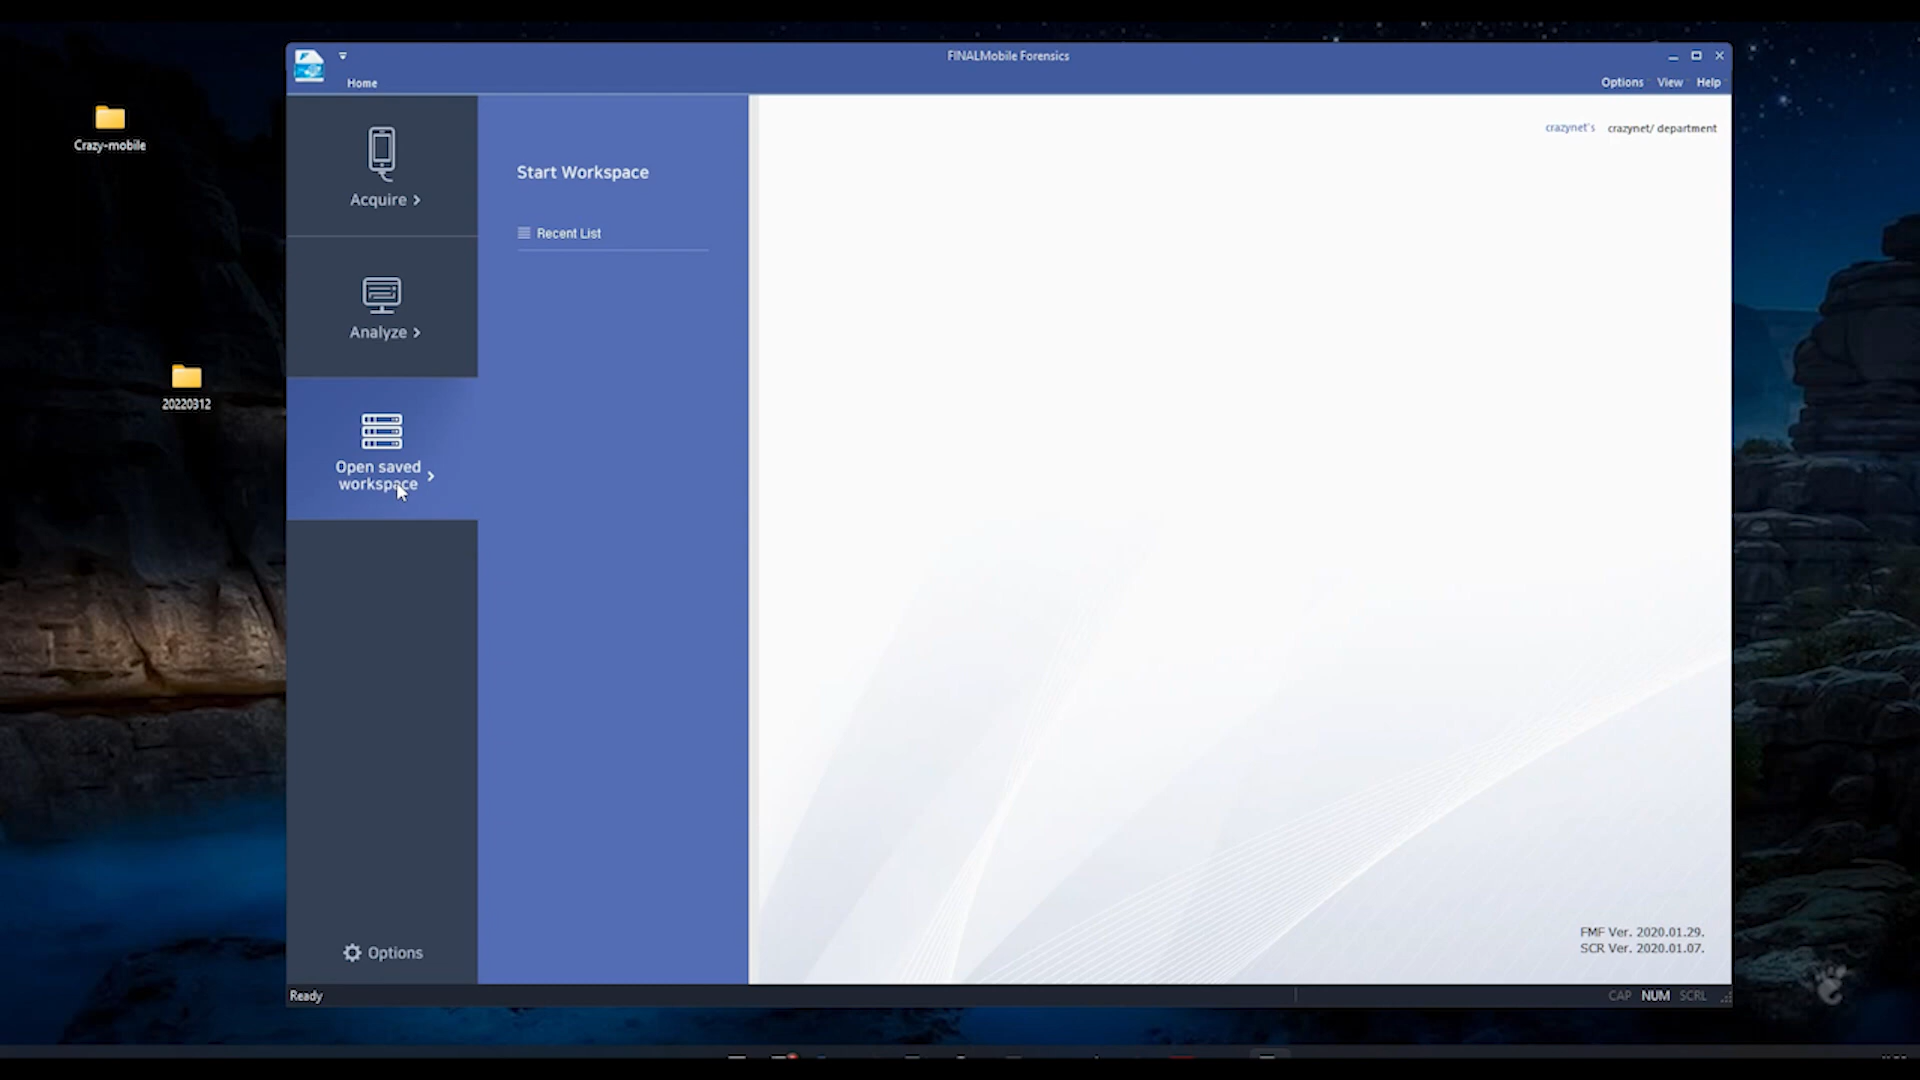 FINALMobile Forensics
Home
Options View Help
Crazy-mobile
20220312
Acquire
Analyze
Open saved
workspace
Options
Start Workspace
Recent List
crazynet's crazynet/ department
FMF Ver. 2020.01.29.
SCR Ver. 2020.01.07.
Ready
CAP NUM SCRL